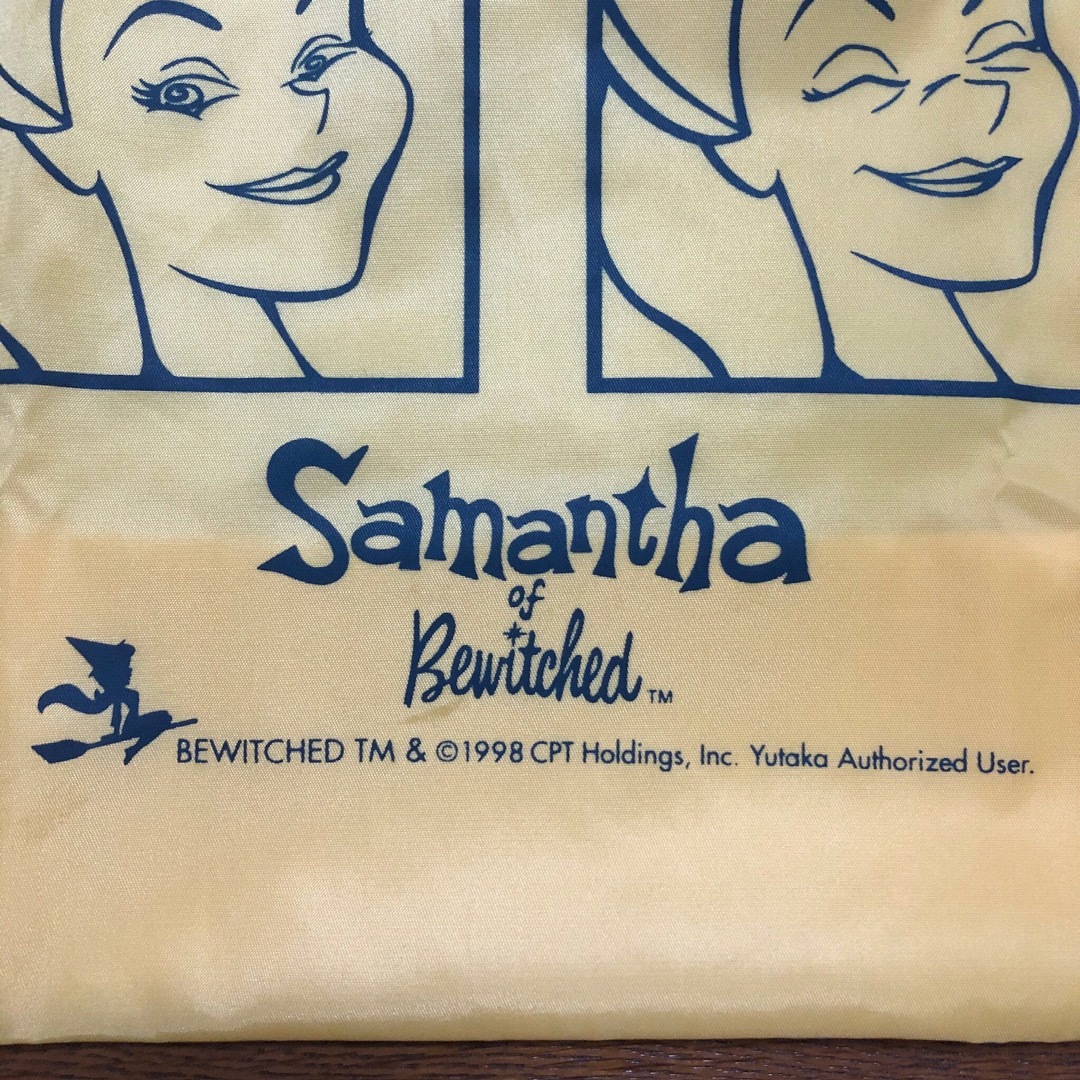 Samantha
of
Bewitched TM
BEWITCHED TM & ©1998 CPT Holdings, Inc. Yutaka Authorized User.